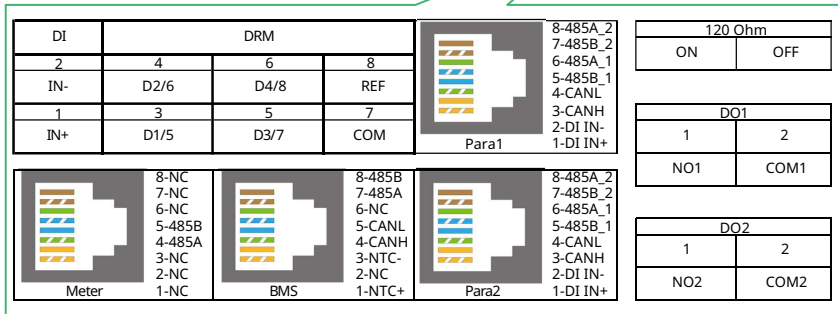 DI DRM
2 4 6 8
IN- D2/6 D4/8 REF
1 3 5 7
IN+ D1/5 D3/7 COM
8-485A_2
7-485B_2
6-485A_1
5-485B_1
4-CANL
3-CANH
2-DI IN-
1-DI IN+
Para1
120 Ohm
ON OFF
DO1
1 2
NO1 COM1
8-NC
7-NC
6-NC
5-485B
4-485A
3-NC
2-NC
1-NC
Meter
8-485B
7-485A
6-NC
5-CANL
4-CANH
3-NTC-
2-NC
1-NTC+
BMS
8-485A_2
7-485B_2
6-485A_1
5-485B_1
4-CANL
3-CANH
2-DI IN-
1-DI IN+
Para2
DO2
1 2
NO2 COM2